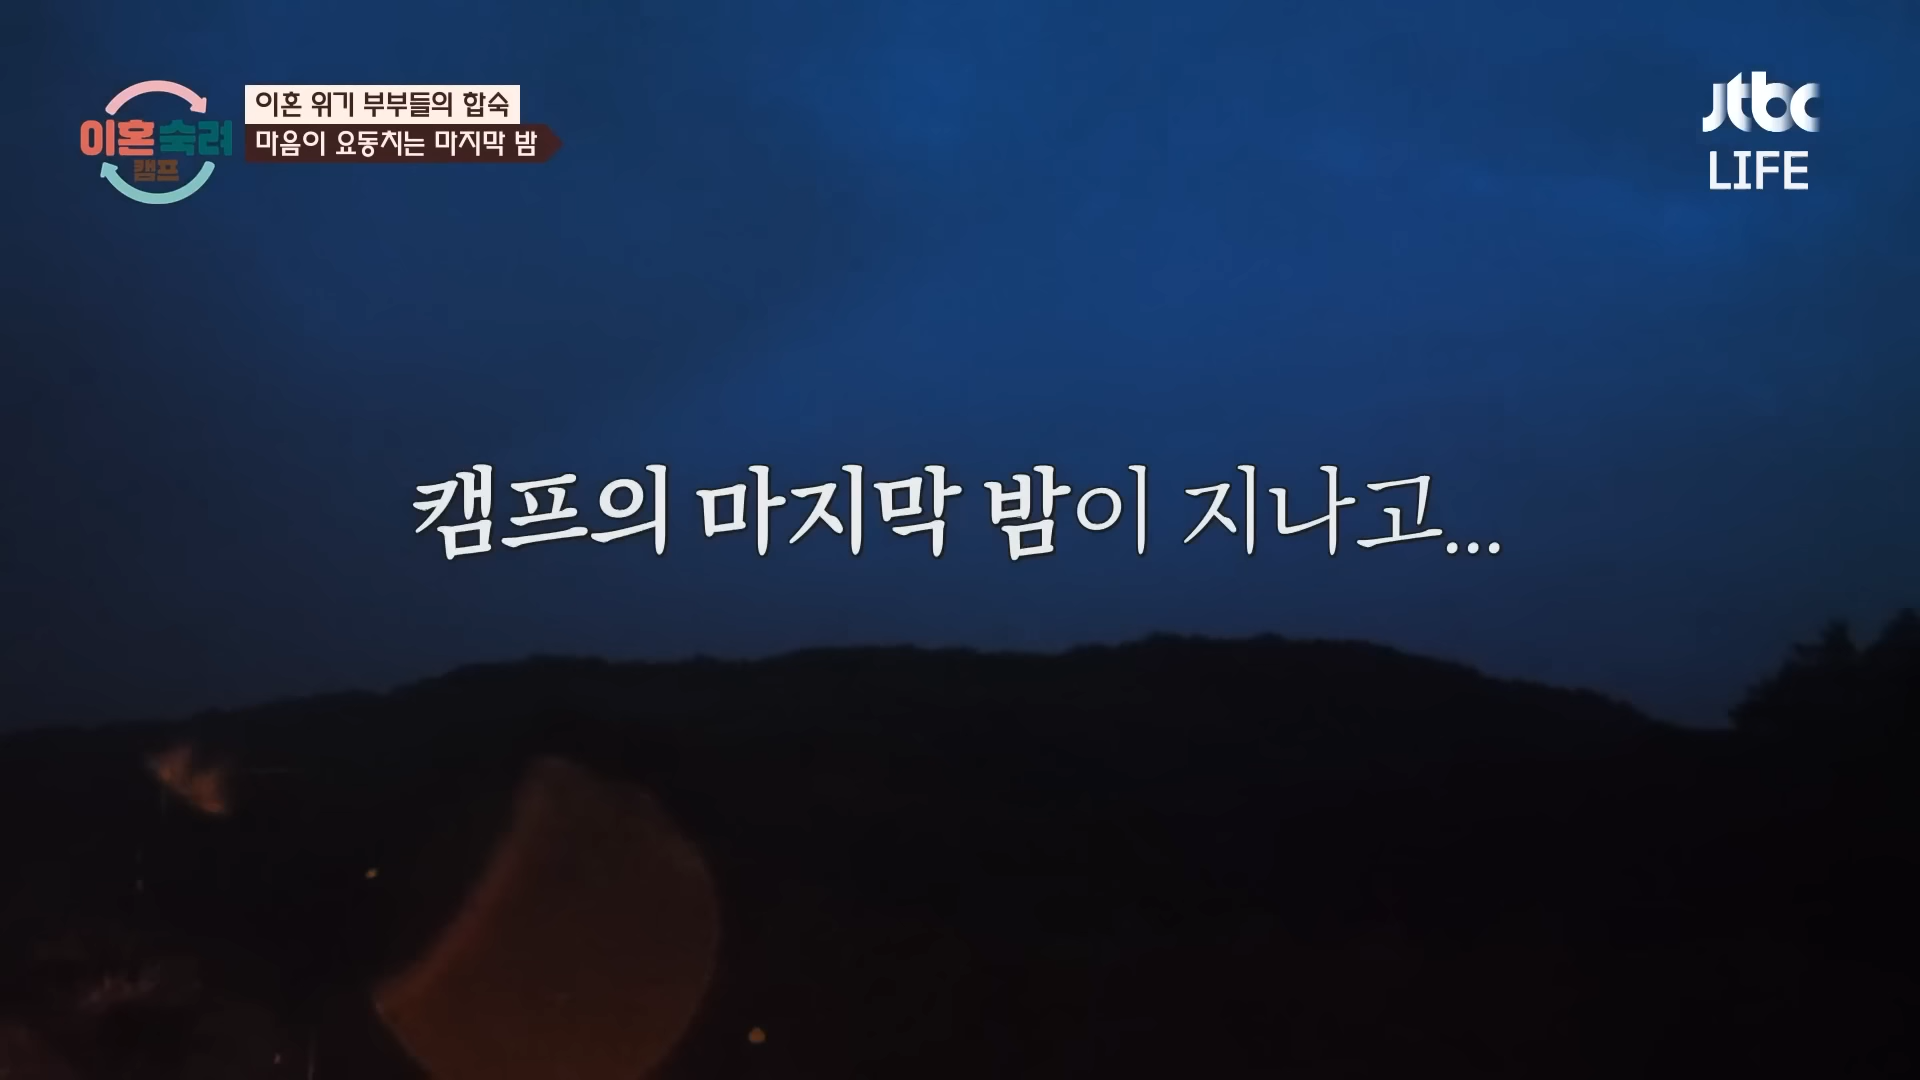 이혼 위기 부부들의 합숙
마음이 요동치는 마지막 밤
이혼 숙려
캠프
jtbc
LIFE
캠프의 마지막 밤이 지나고...